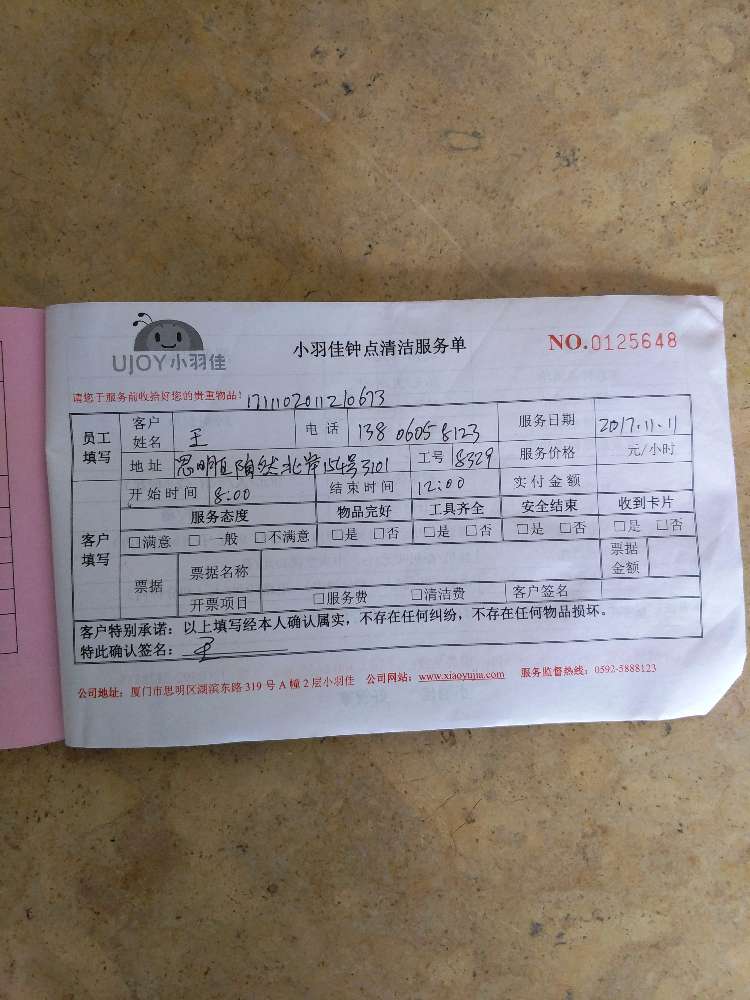 UJOY小羽佳
小羽佳钟点清洁服务单
NO.0125648
请您于服务前收拾好您的贵重物品!
1711102011210673
员工填写 客户姓名 王 电话 138 0605 8123 服务日期 2017.11.11
地址 思明区 154号3101 工号 8329 服务价格 元/小时
客户填写 开始时间 8:00 结束时间 12:00 实付金额
服务态度 物品完好 工具齐全 安全结束 收到卡片
□满意 □一般 □不满意 □是 □否 □是 □否 □是 □否 □是 □否
票据 票据名称 票据金额
开票项目 □服务费 □清洁费 客户签名
客户特别承诺：以上填写经本人确认属实，不存在任何纠纷，不存在任何物品损坏。
特此确认签名：
公司地址：厦门市思明区湖滨东路 319 号 A 幢 2 层小羽佳 公司网站：www.xiaoyujia.com 服务监督热线：0592-5888123